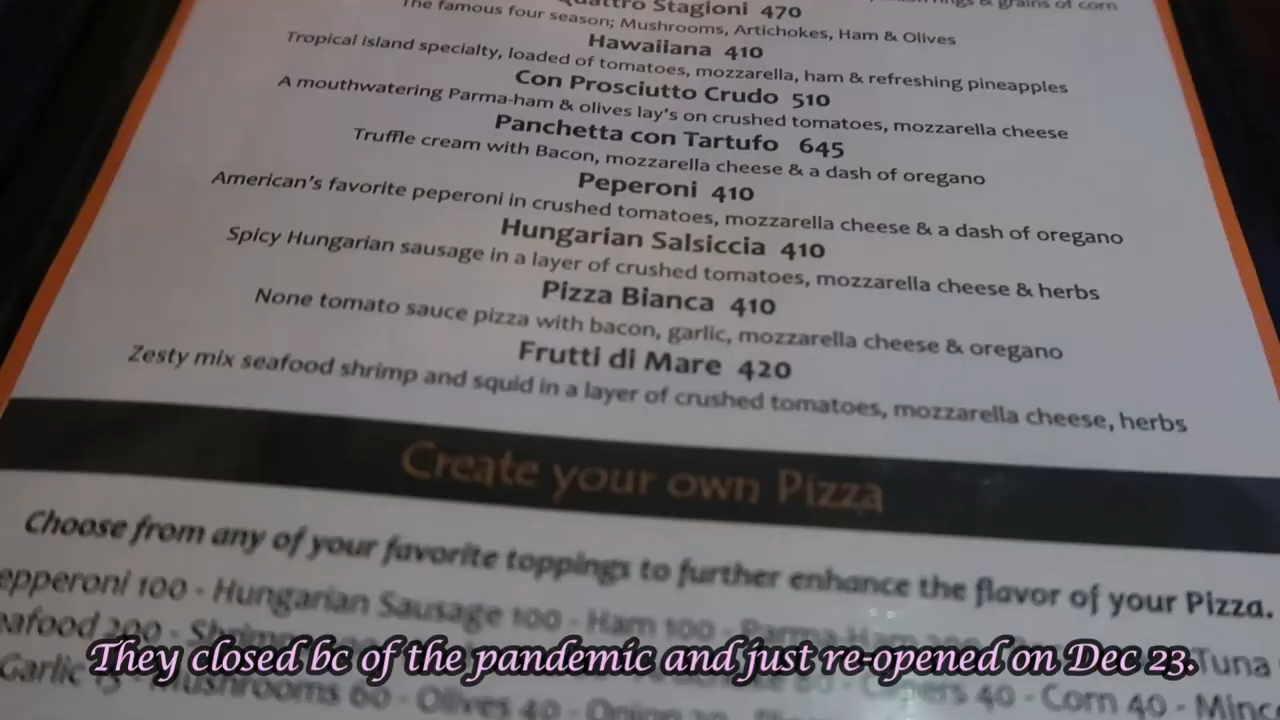 Quattro Stagioni 470
& grains of corn
The famous four season; Mushrooms, Artichokes, Ham & Olives
Hawaiiana 410
Tropical island specialty, loaded of tomatoes, mozzarella, ham & refreshing pineapples
Con Prosciutto Crudo 510
A mouthwatering Parma-ham & olives lay's on crushed tomatoes, mozzarella cheese
Panchetta con Tartufo 645
Truffle cream with Bacon, mozzarella cheese & a dash of oregano
Peperoni 410
American's favorite peperoni in crushed tomatoes, mozzarella cheese & a dash of oregano
Hungarian Salsiccia 410
Spicy Hungarian sausage in a layer of crushed tomatoes, mozzarella cheese & herbs
Pizza Bianca 410
None tomato sauce pizza with bacon, garlic, mozzarella cheese & oregano
Frutti di Mare 420
Zesty mix seafood shrimp and squid in a layer of crushed tomatoes, mozzarella cheese, herbs
Create your own Pizza
Choose from any of your favorite toppings to further enhance the flavor of your Pizza.
epperoni 100 - Hungarian Sausage 100 - Ham 100 -
Tuna
They closed bc of the pandemic and just re-opened on Dec 23.
Garlic Mushrooms 60 - Olives 40 - 40 - Corn 40 -